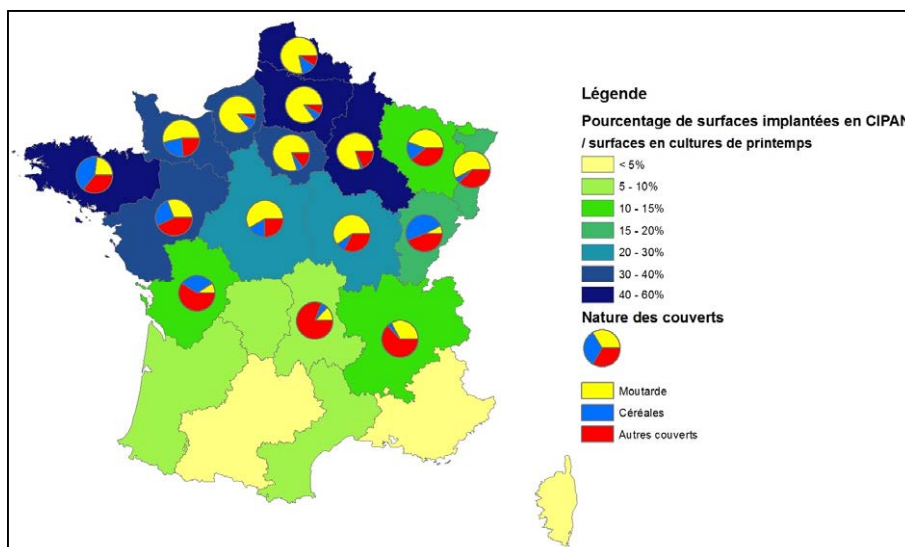 Légende
Pourcentage de surfaces implantées en CIPAN
/ surfaces en cultures de printemps
< 5%
5 - 10%
10 - 15%
15 - 20%
20 - 30%
30 - 40%
40 - 60%
Nature des couverts
Moutarde
Céréales
Autres couverts